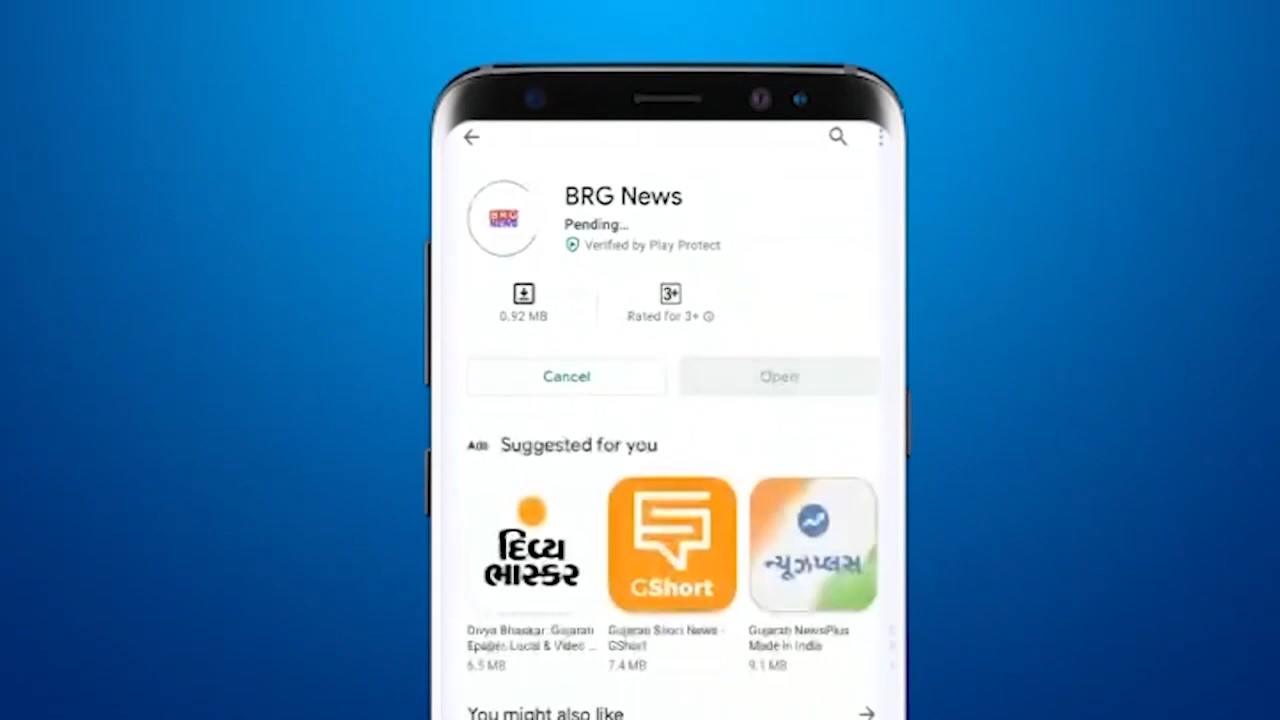 BRG News
BRG
NEWS
Pending...
Verified by Play Protect
0.92 MB
3+
Rated for 3+
Cancel
Open
Ads
Suggested for you
દિવ્ય
ભાસ્કર
GShort
ન્યૂઝપ્લસ
Divya Bhaskar: Gujarati
Epaper, Local & Video ...
6.5 MB
Gujarati Short News -
GShort
7.4 MB
Gujarati NewsPlus
Made in India
9.1 MB
You might also like